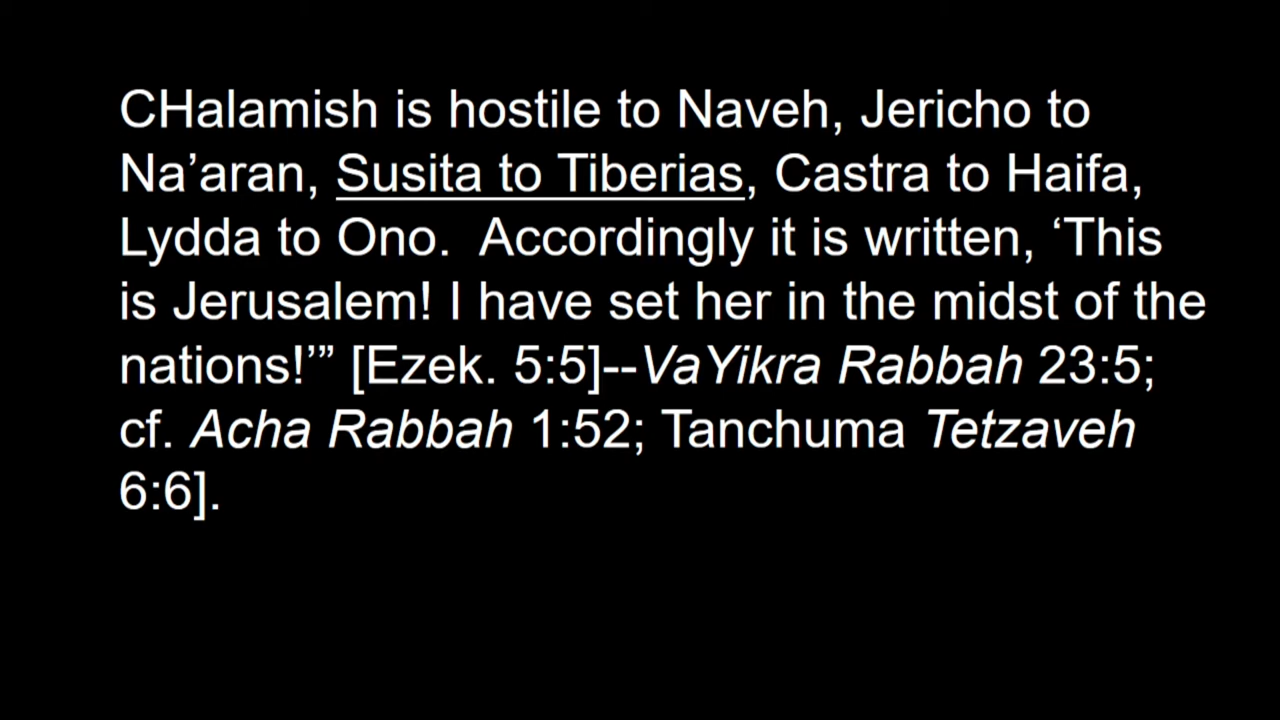 CHalamish is hostile to Naveh, Jericho to
Na’aran, Susita to Tiberias, Castra to Haifa,
Lydda to Ono.  Accordingly it is written, ‘This
is Jerusalem! I have set her in the midst of the
nations!’” [Ezek. 5:5]--VaYikra Rabbah 23:5;
cf. Acha Rabbah 1:52; Tanchuma Tetzaveh
6:6].